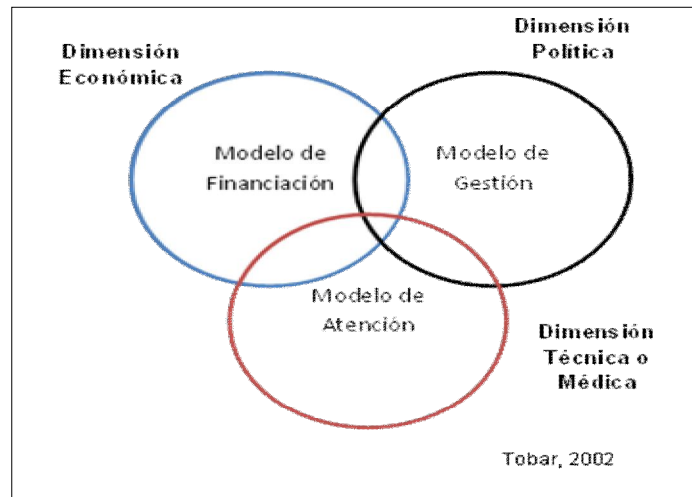 Dimensión
Económica
Dimensión
Política
Modelo de
Financiación
Modelo de
Gestión
Modelo de
Atención
Dimensión
Técnica o
Médica
Tobar, 2002